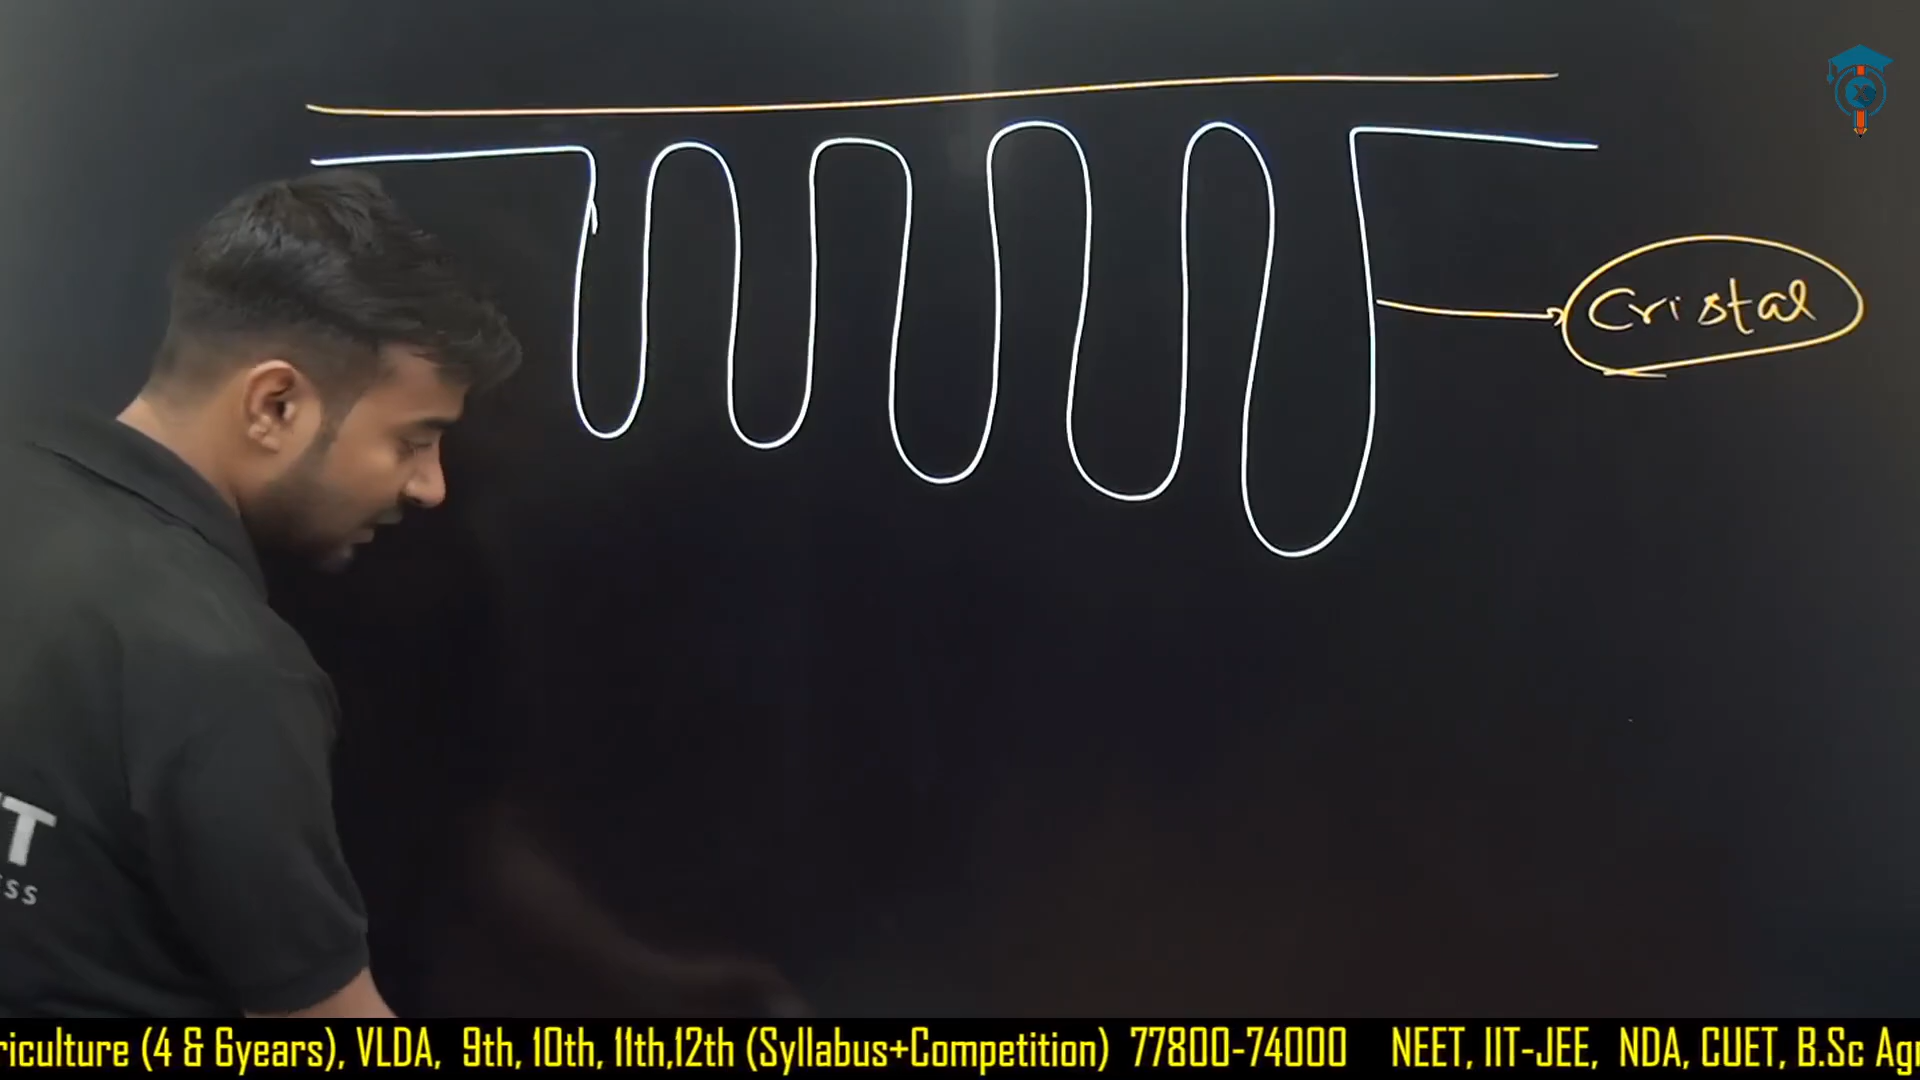 Cristal
T
ss
riculture (4 & 6years), VLDA, 9th, 10th, 11th,12th (Syllabus+Competition) 77800-74000 NEET, IIT-JEE, NDA, CUET, B.Sc Agr